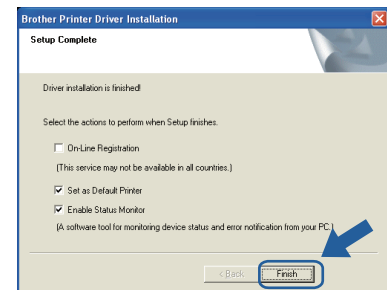 Brother Printer Driver Installation
Setup Complete
Driver installation is finished!
Select the actions to perform when Setup finishes.
On-Line Registration
(This service may not be available in all countries.)
Set as Default Printer
Enable Status Monitor
(A software tool for monitoring device status and error notification from your PC.)
< Back Finish